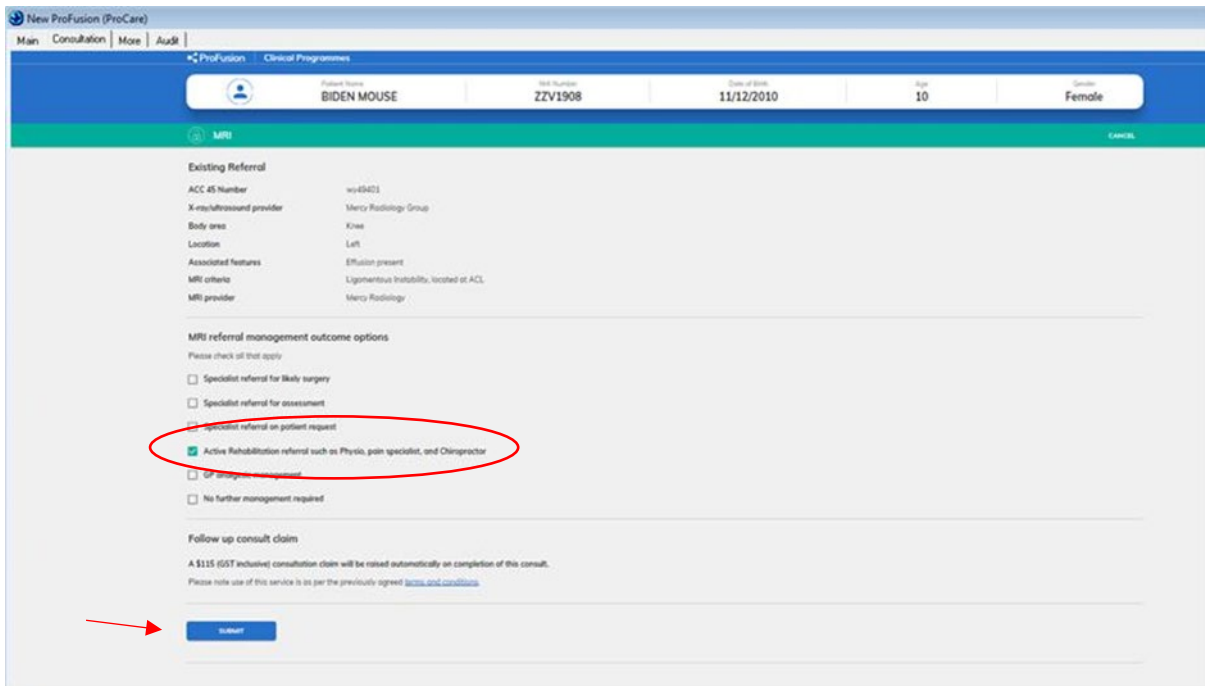 New ProFusion (ProCare)
Main Consultation More Audit
ProFusion Clinical Programmes
Patient Name NHI Number Date of Birth Age Gender
BIDEN MOUSE ZZV1908 11/12/2010 10 Female
MRI CANCEL
Existing Referral
ACC 45 Number ws49401
X-ray/ultrasound provider Mercy Radiology Group
Body area Knee
Location Left
Associated features Effusion present
MRI criteria Ligamentous Instability, located at ACL
MRI provider Mercy Radiology
MRI referral management outcome options
Please check all that apply
Specialist referral for likely surgery
Specialist referral for assessment
Specialist referral on patient request
Active Rehabilitation referral such as Physio, pain specialist, and Chiropractor
GP analgesic management
No further management required
Follow up consult claim
A $115 (GST inclusive) consultation claim will be raised automatically on completion of this consult.
Please note use of this service is as per the previously agreed terms and conditions.
SUBMIT